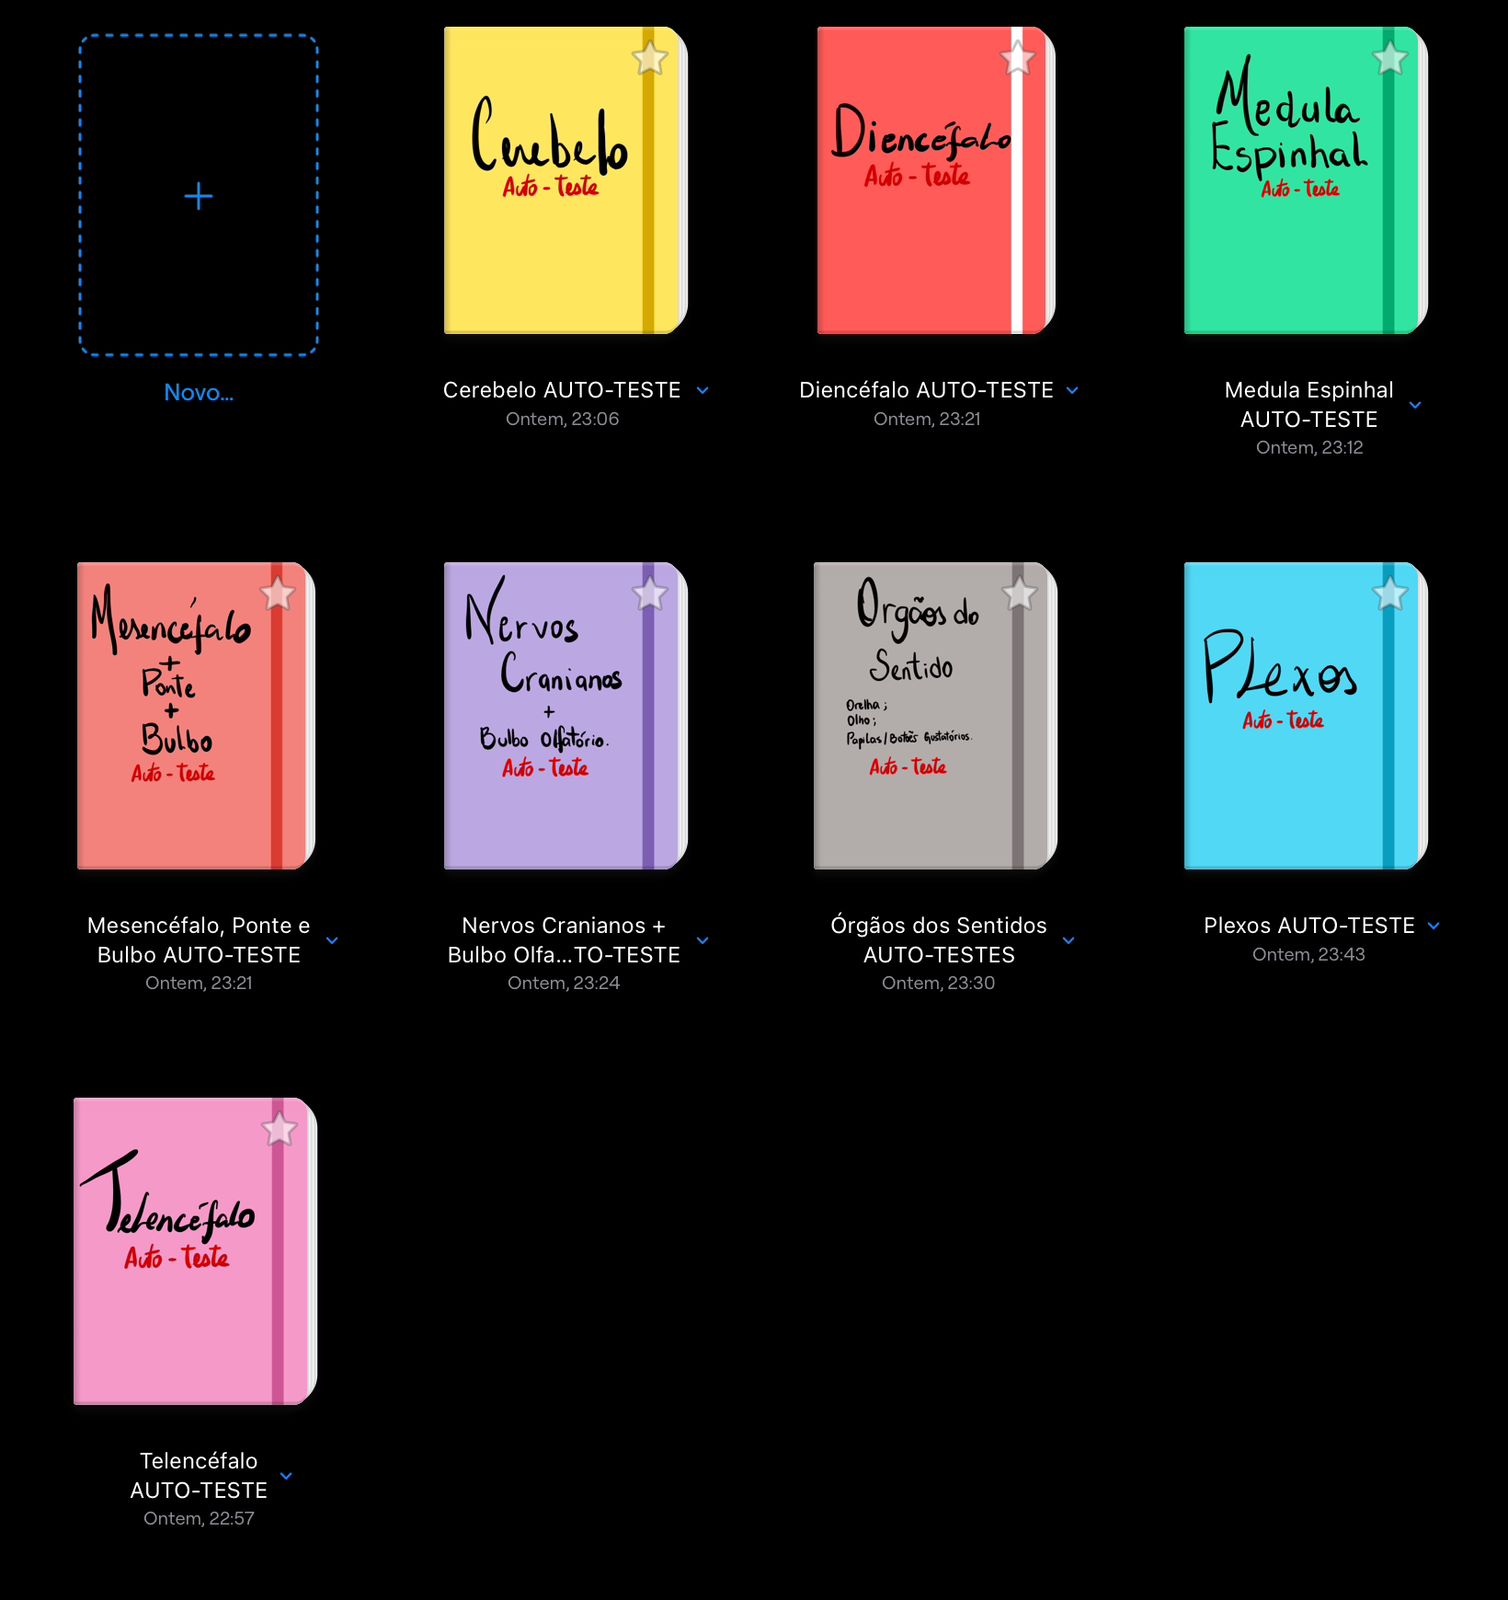 Cerebelo
Auto - Teste
Diencéfalo
Auto - Teste
Medula
Espinhal
Auto - Teste
Novo...
Cerebelo AUTO-TESTE
Ontem, 23:06
Diencéfalo AUTO-TESTE
Ontem, 23:21
Medula Espinhal
AUTO-TESTE
Ontem, 23:12
Mesencéfalo
+
Ponte
+
Bulbo
Auto - Teste
Nervos
Cranianos
+
Bulbo Olfatório.
Auto - Teste
Orgãos do
Sentido
Orelha ;
Olho ;
Papilas/Botões Gustatórios.
Auto - Teste
Plexos
Auto - Teste
Mesencéfalo, Ponte e
Bulbo AUTO-TESTE
Ontem, 23:21
Nervos Cranianos +
Bulbo Olfa...TO-TESTE
Ontem, 23:24
Órgãos dos Sentidos
AUTO-TESTES
Ontem, 23:30
Plexos AUTO-TESTE
Ontem, 23:43
Telencéfalo
Auto - Teste
Telencéfalo
AUTO-TESTE
Ontem, 22:57